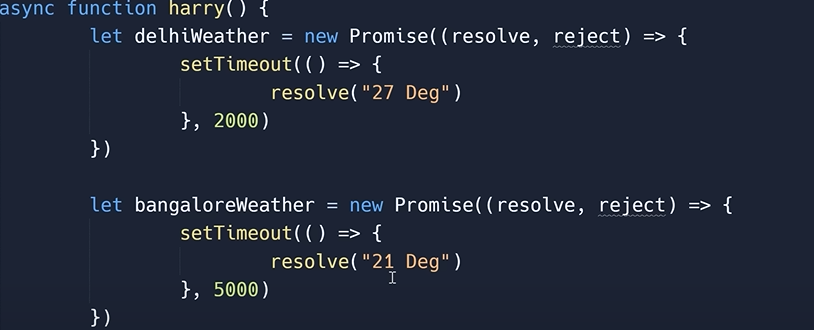 async function harry() {
let delhiWeather = new Promise((resolve, reject) => {
setTimeout(() => {
resolve("27 Deg")
}, 2000)
})
let bangaloreWeather = new Promise((resolve, reject) => {
setTimeout(() => {
resolve("21 Deg")
}, 5000)
})